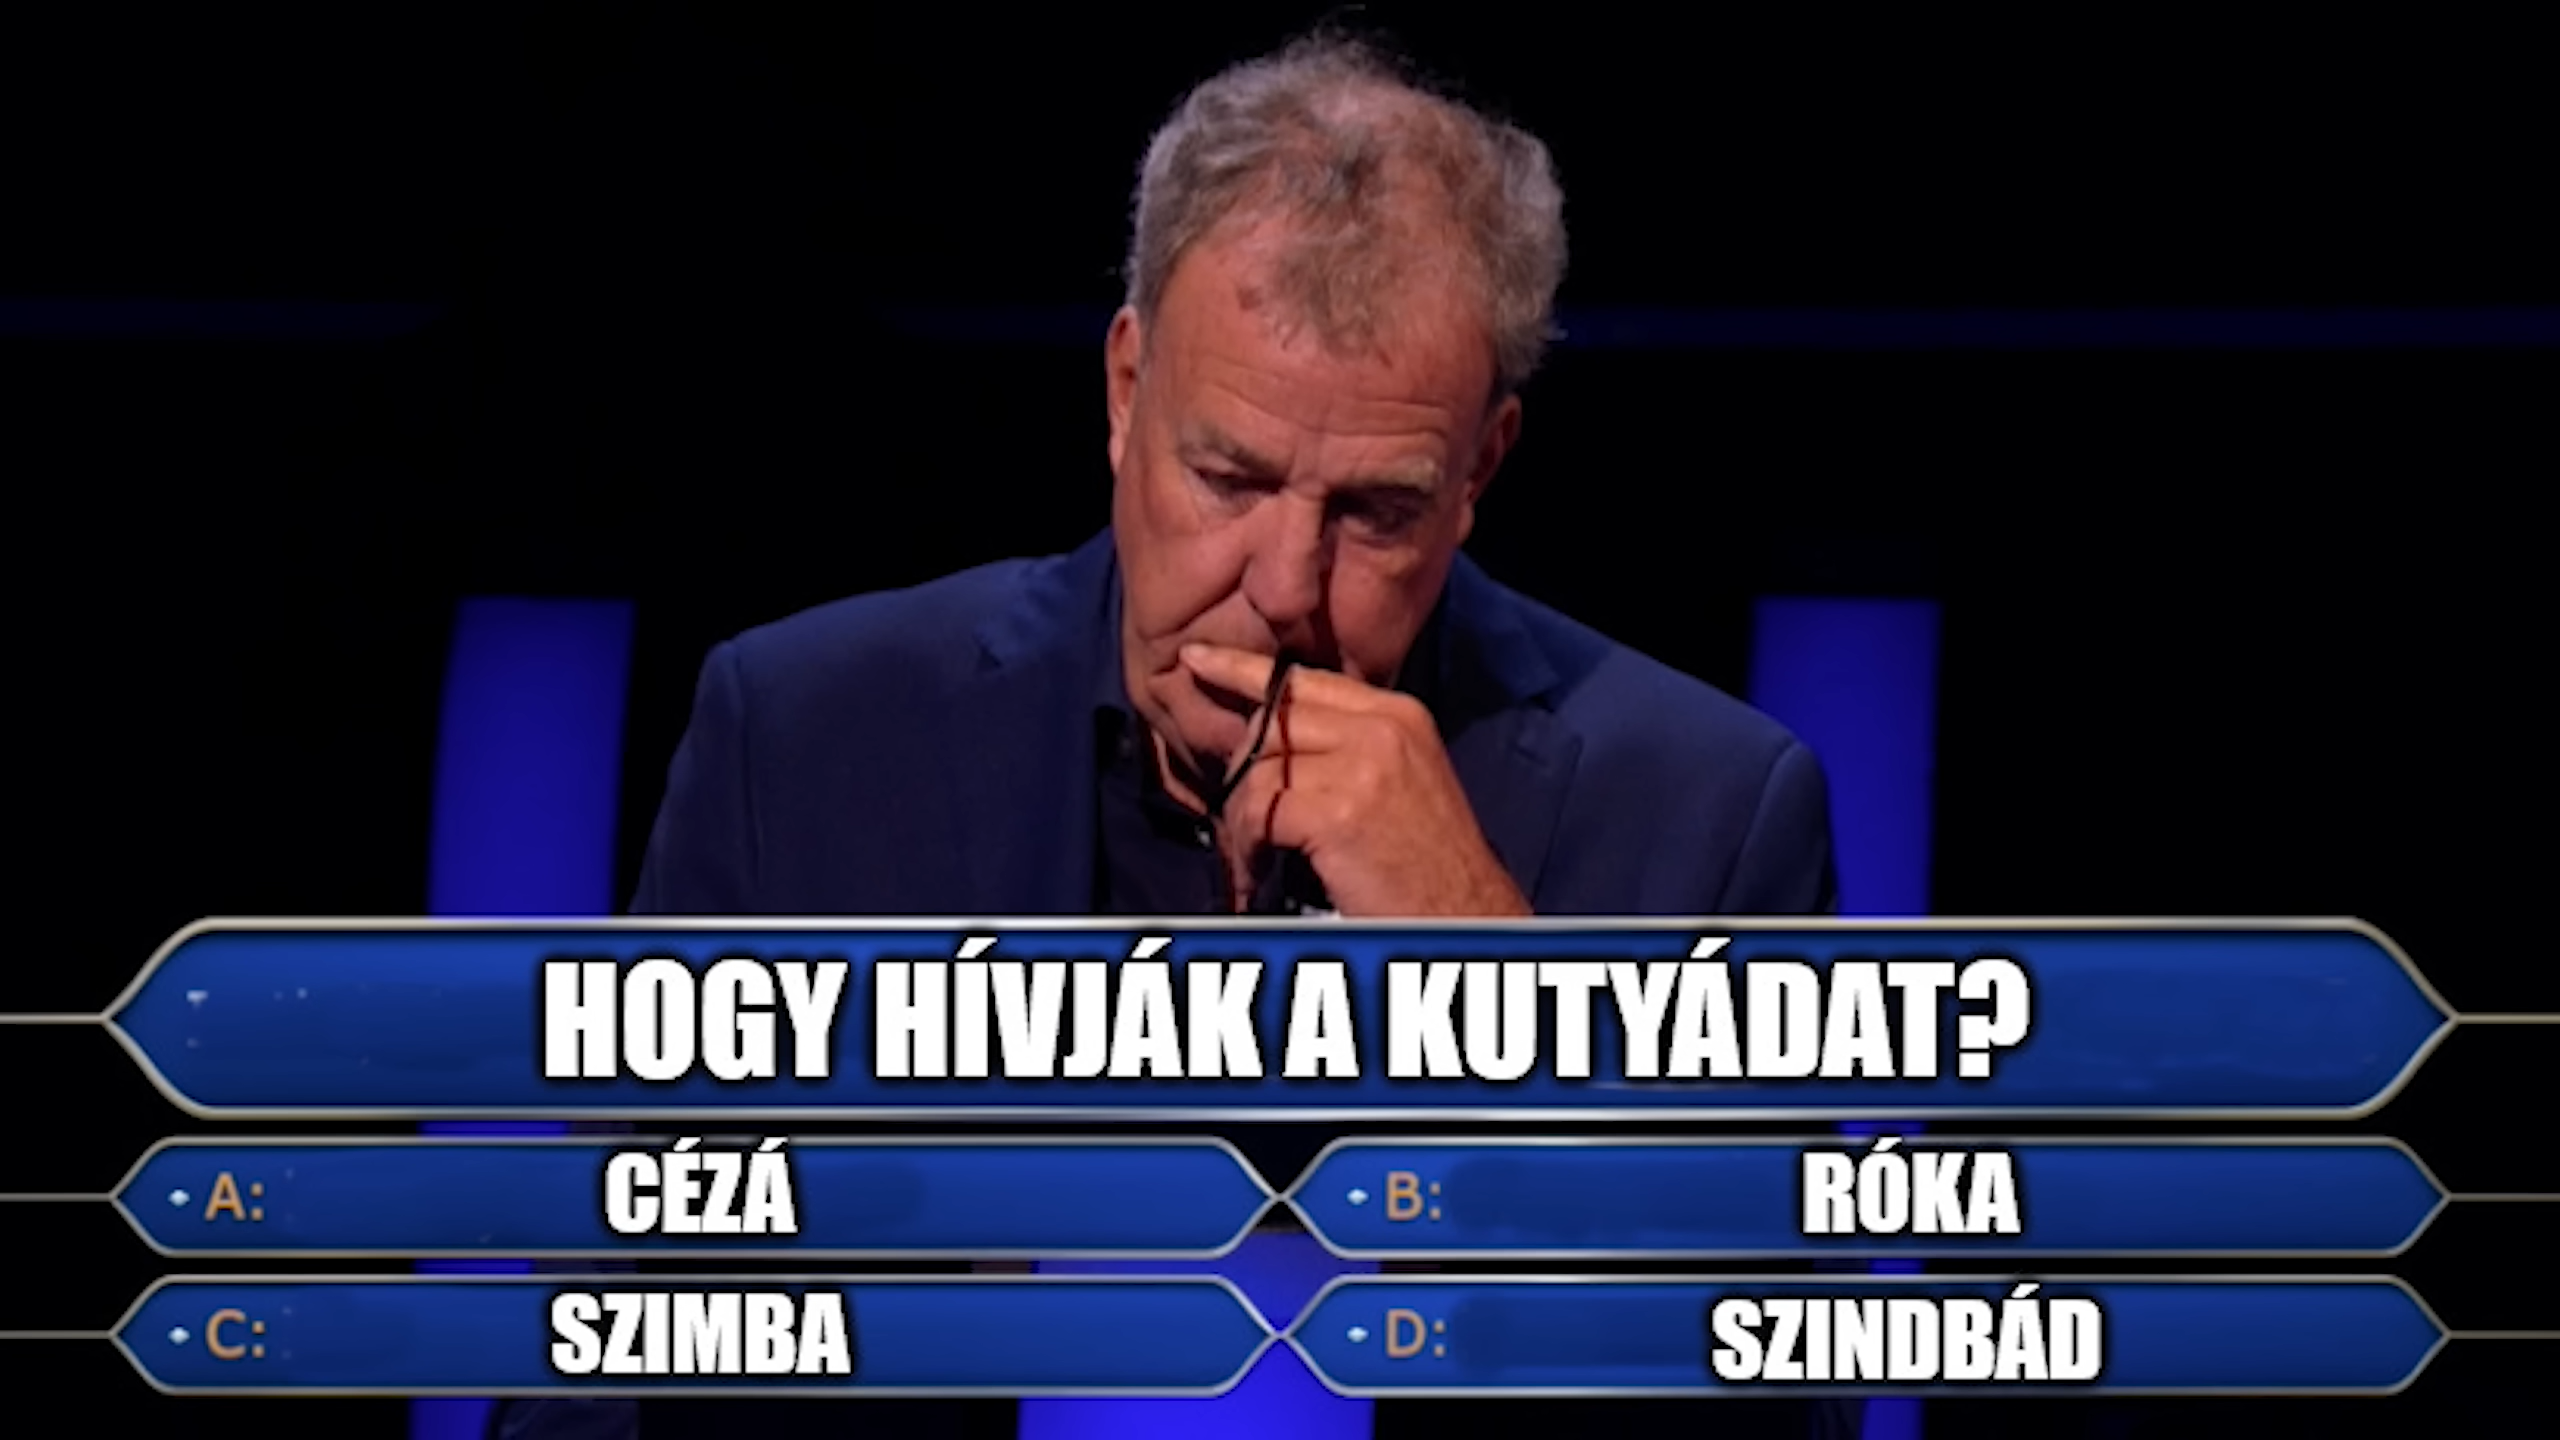 HOGY HÍVJÁK A KUTYÁDAT?
A: CÉZÁ
B: RÓKA
C: SZIMBA
D: SZINDBÁD